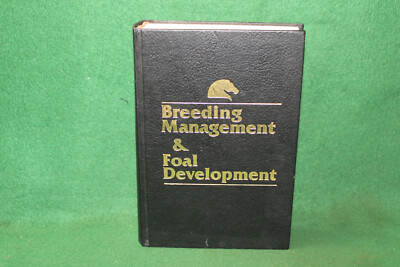 Breeding
Management
&
Foal
Development